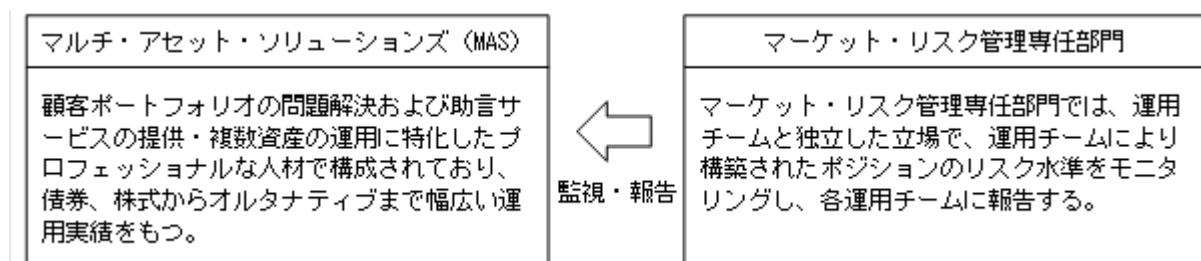 マルチ・アセット・ソリューションズ（MAS）
顧客ポートフォリオの問題解決および助言サ
ービスの提供・複数資産の運用に特化したプ
ロフェッショナルな人材で構成されており、
債券、株式からオルタナティブまで幅広い運
用実績をもつ。
監視・報告
マーケット・リスク管理専任部門
マーケット・リスク管理専任部門では、運用
チームと独立した立場で、運用チームにより
構築されたポジションのリスク水準をモニタ
リングし、各運用チームに報告する。